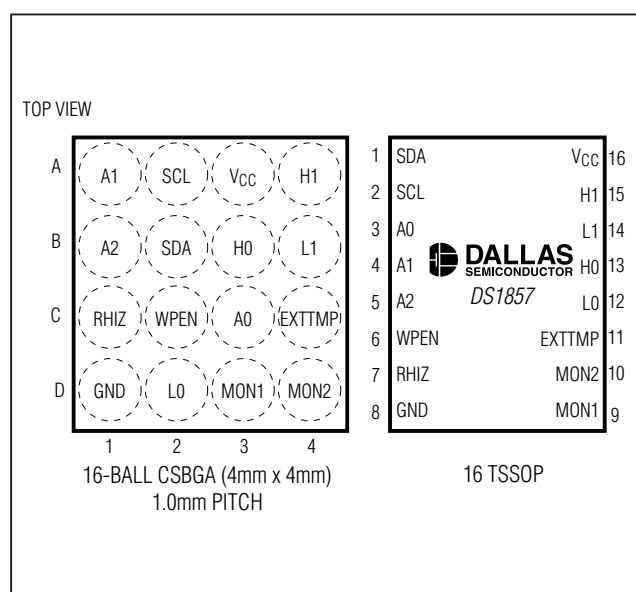 TOP VIEW
A
A1 SCL VCC H1
B
A2 SDA H0 L1
C
RHIZ WPEN A0 EXTTMP
D
GND L0 MON1 MON2
1 2 3 4
16-BALL CSBGA (4mm x 4mm)
1.0mm PITCH
1 SDA VCC 16
2 SCL H1 15
3 A0 L1 14
4 A1 H0 13
5 A2 L0 12
6 WPEN EXTTMP 11
7 RHIZ MON2 10
8 GND MON1 9
DALLAS
SEMICONDUCTOR
DS1857
16 TSSOP